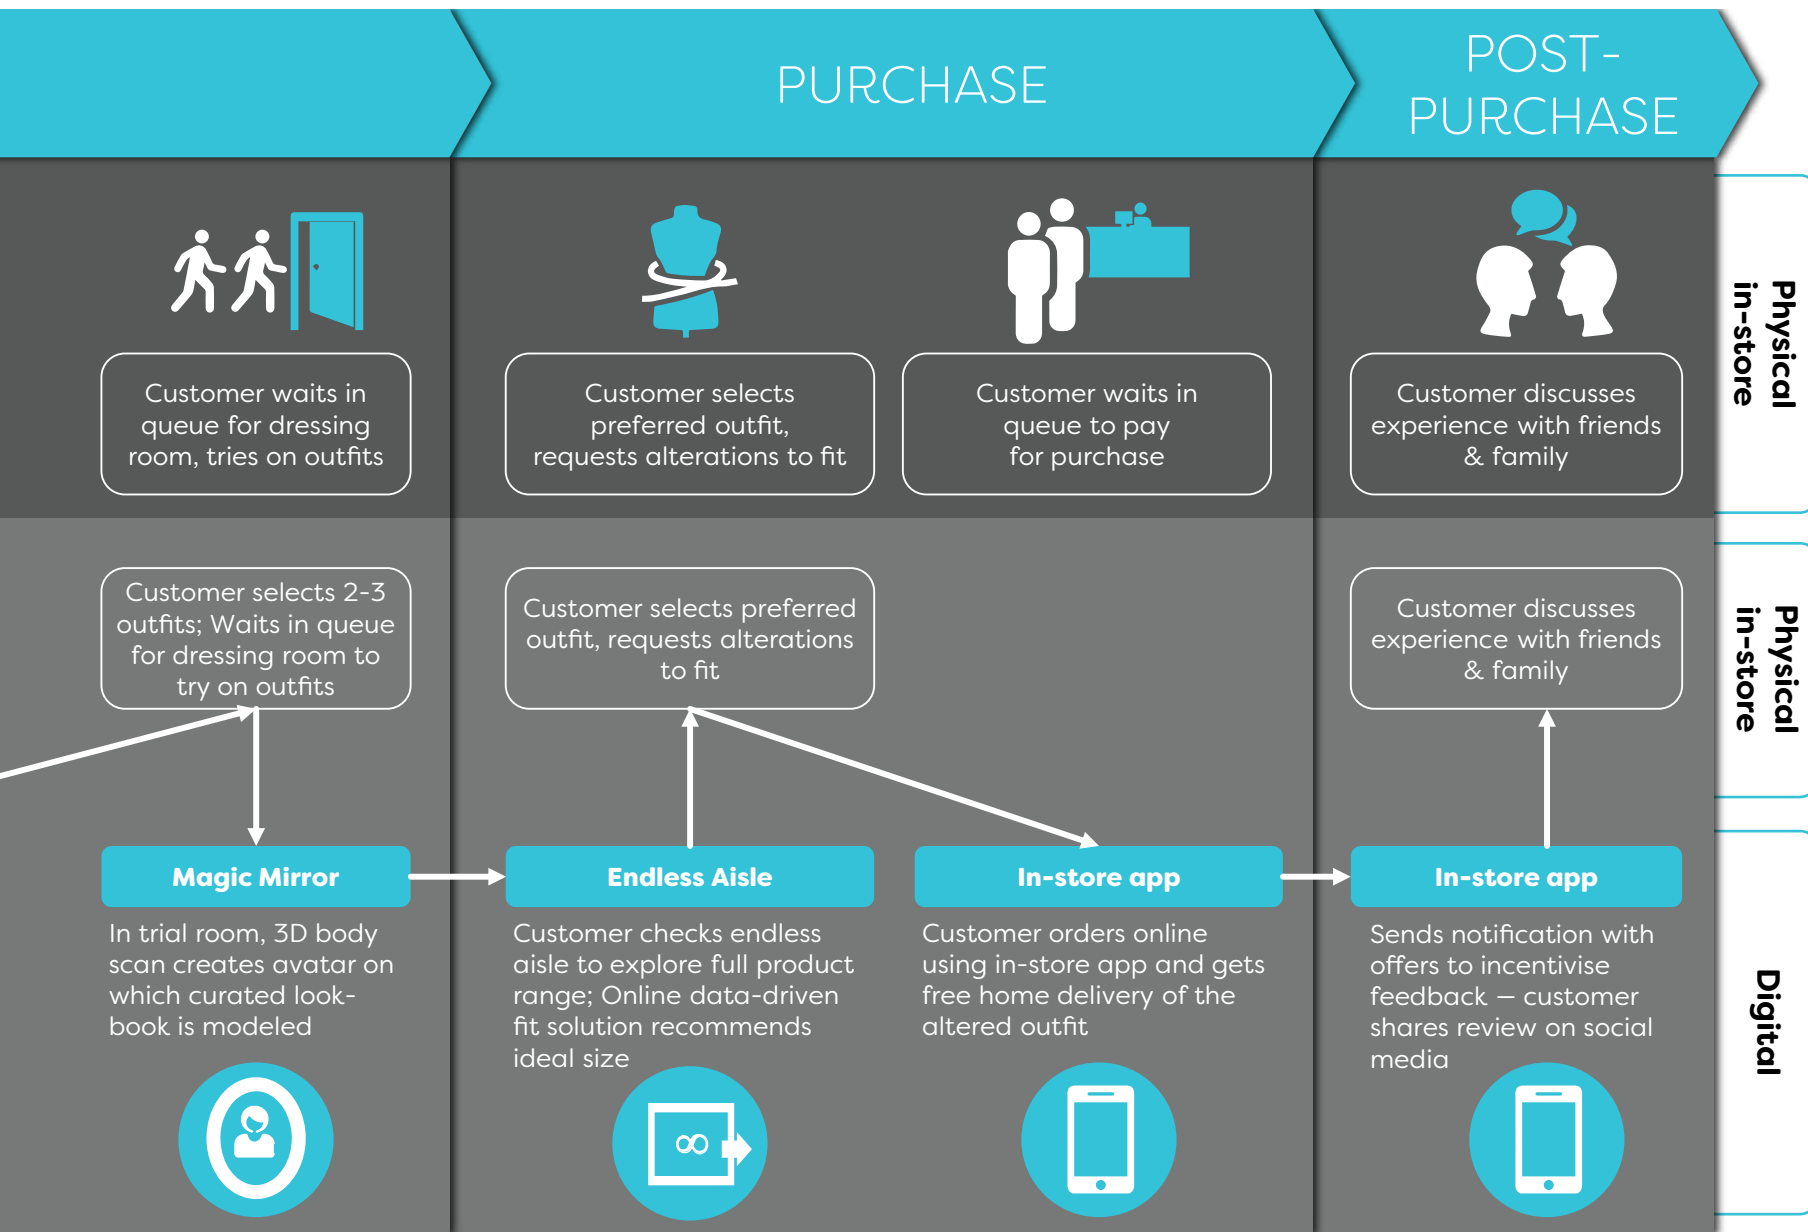 PURCHASE
POST-
PURCHASE
Customer waits in
queue for dressing
room, tries on outfits
Customer selects
preferred outfit,
requests alterations to fit
Customer waits in
queue to pay
for purchase
Customer discusses
experience with friends
& family
Physical
in-store
Customer selects 2-3
outfits; Waits in queue
for dressing room to
try on outfits
Customer selects preferred
outfit, requests alterations
to fit
Customer discusses
experience with friends
& family
Physical
in-store
Magic Mirror
In trial room, 3D body
scan creates avatar on
which curated look-
book is modeled
Endless Aisle
Customer checks endless
aisle to explore full product
range; Online data-driven
fit solution recommends
ideal size
∞
In-store app
Customer orders online
using in-store app and gets
free home delivery of the
altered outfit
In-store app
Sends notification with
offers to incentivise
feedback – customer
shares review on social
media
Digital